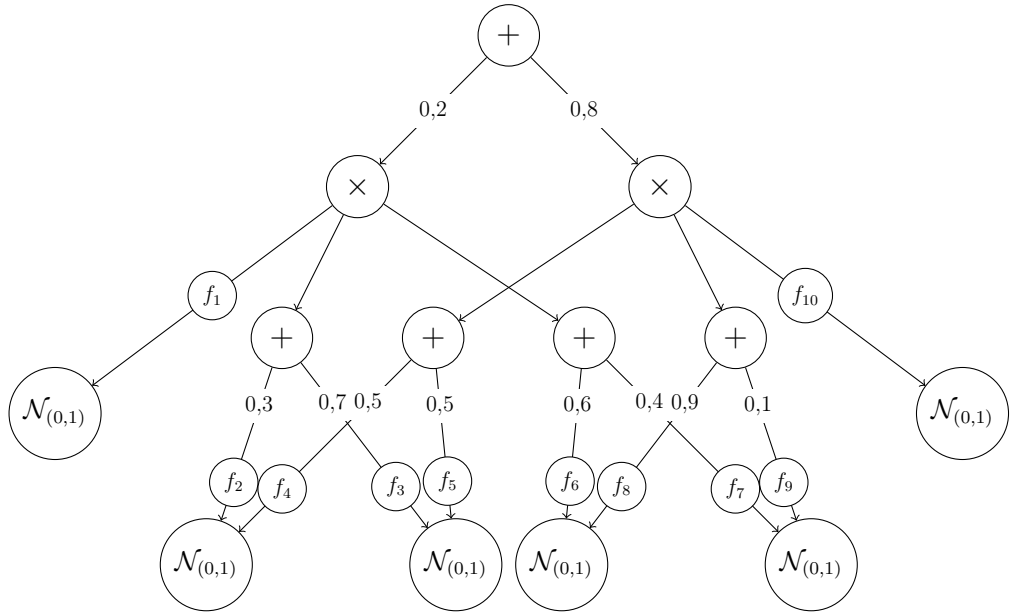 +
0,2 0,8
× ×
f₁ f₁₀
+ + + +
𝒩₍₀,₁₎ 0,3 0,7 0,5 0,5 0,6 0,4 0,9 0,1 𝒩₍₀,₁₎
f₂ f₄ f₃ f₅ f₆ f₈ f₇ f₉
𝒩₍₀,₁₎ 𝒩₍₀,₁₎ 𝒩₍₀,₁₎ 𝒩₍₀,₁₎